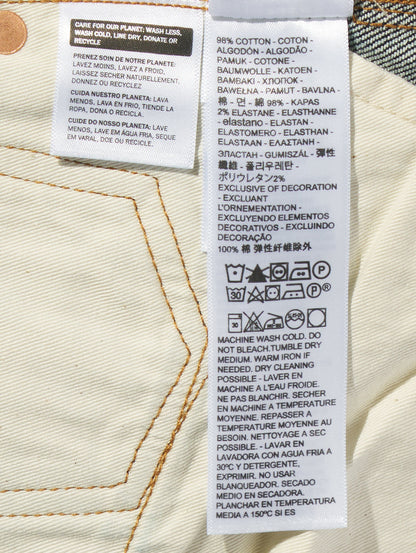 CARE FOR OUR PLANET: WASH LESS,
WASH COLD, LINE DRY, DONATE OR
RECYCLE
PRENEZ SOIN DE NOTRE PLANETE:
LAVEZ MOINS, LAVEZ À FROID,
LAISSEZ SÉCHER NATURELLEMENT,
DONNEZ OU RECYCLEZ
CUIDA NUESTRO PLANETA: LAVA
MENOS, LAVA EN FRIO, TIENDE LA
ROPA, DONA O RECICLA.
CUIDE DO NOSSO PLANETA: LAVE
MENOS, LAVE EM ÁGUA FRIA, SEQUE
NO VARAL, DOE OU RECICLE
98% COTTON - COTON -
ALGODÓN - ALGODÃO -
PAMUK - COTONE -
BAUMWOLLE - KATOEN -
BAMBAKI - ХЛОПОК -
BAWEŁNA - PAMUT - BAVLNA -
棉 - 면 - 綿 98% - KAPAS
2% ELASTANE - ELASTHANNE
- elastano - ELASTAN -
ELASTOMERO - ELASTHAN -
ELASTAAN - ΕΛΑΣΤΑΝΗ -
ЭЛАСТАН - GUMISZÁL - 弾性
纤维 - 폴리우레탄 -
ポリウレタン2%
EXCLUSIVE OF DECORATION
- EXCLUANT
L'ORNEMENTATION -
EXCLUYENDO ELEMENTOS
DECORATIVOS - EXCLUINDO
DECORAÇÃO
100% 棉 弹性纤维除外
MACHINE WASH COLD. DO
NOT BLEACH.TUMBLE DRY
MEDIUM. WARM IRON IF
NEEDED. DRY CLEANING
POSSIBLE - LAVER EN
MACHINE A L'EAU FROIDE.
NE PAS BLANCHIR. SECHER
EN MACHINE A TEMPERATURE
MOYENNE. REPASSER A
TEMPERATURE MOYENNE AU
BESOIN. NETTOYAGE A SEC
POSSIBLE. - LAVAR EN
LAVADORA CON AGUA FRIA A
30ºC Y DETERGENTE,
EXPRIMIR. NO USAR
BLANQUEADOR. SECADO
MEDIO EN SECADORA.
PLANCHAR EN TEMPERATURA
MEDIA A 150ºC SI ES